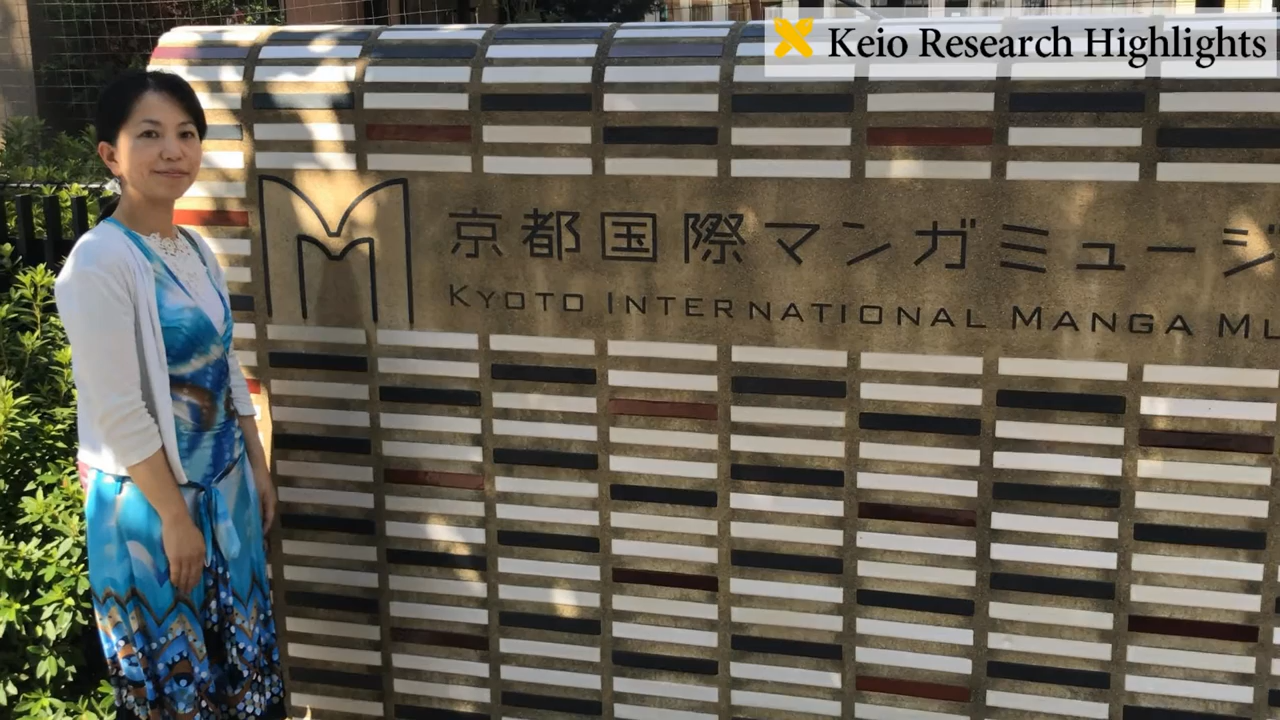 Keio Research Highlights
京都国際マンガミュージ
KYOTO INTERNATIONAL MANGA MU